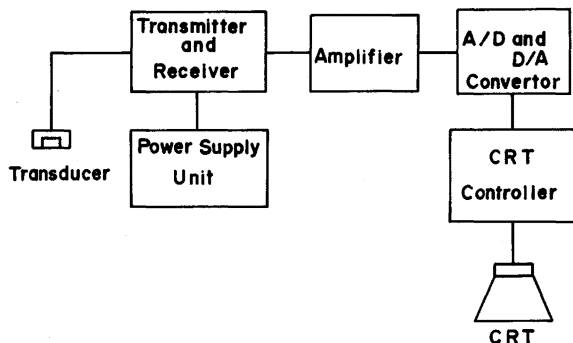 Transmitter
and
Receiver
Amplifier
A/D and
D/A
Convertor
Transducer
Power Supply
Unit
CRT
Controller
CRT